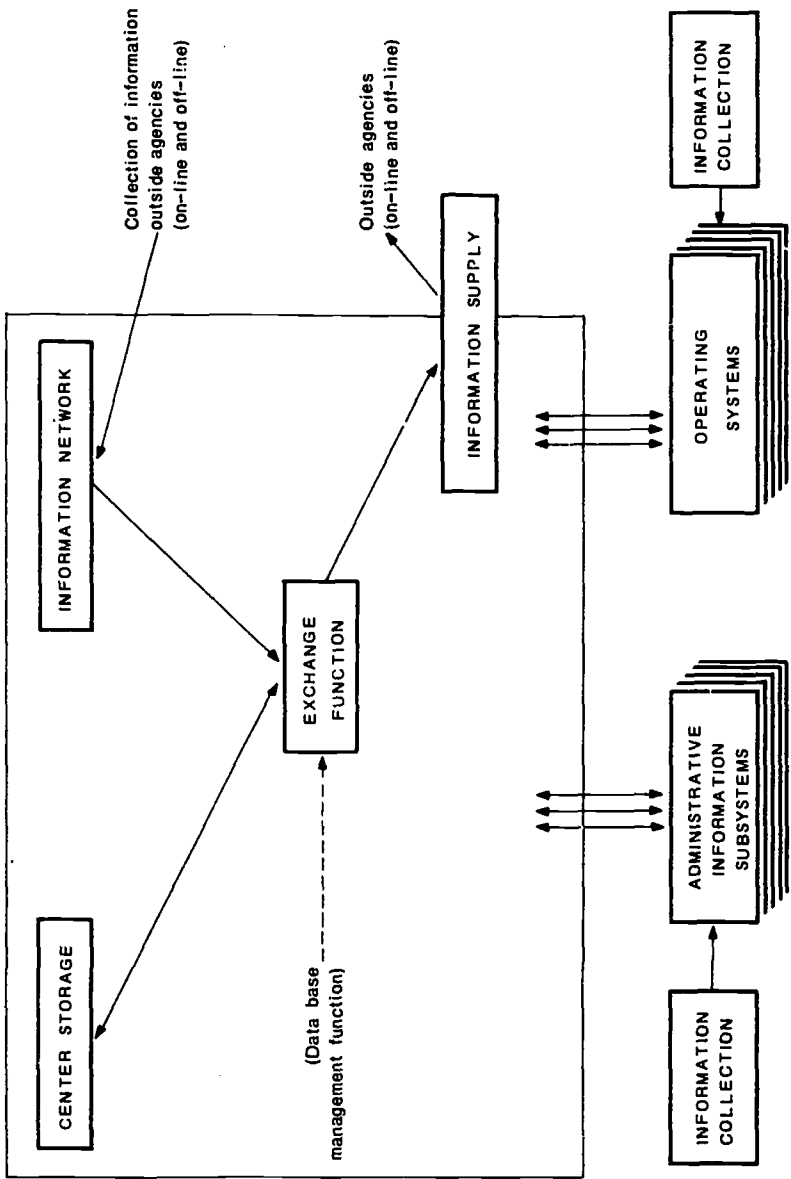 CENTER STORAGE
INFORMATION NETWORK
Collection of information
outside agencies
(on-line and off-line)
EXCHANGE
FUNCTION
(Data base
management function)
Outside agencies
(on-line and off-line)
INFORMATION SUPPLY
INFORMATION
COLLECTION
ADMINISTRATIVE
INFORMATION
SUBSYSTEMS
OPERATING
SYSTEMS
INFORMATION
COLLECTION